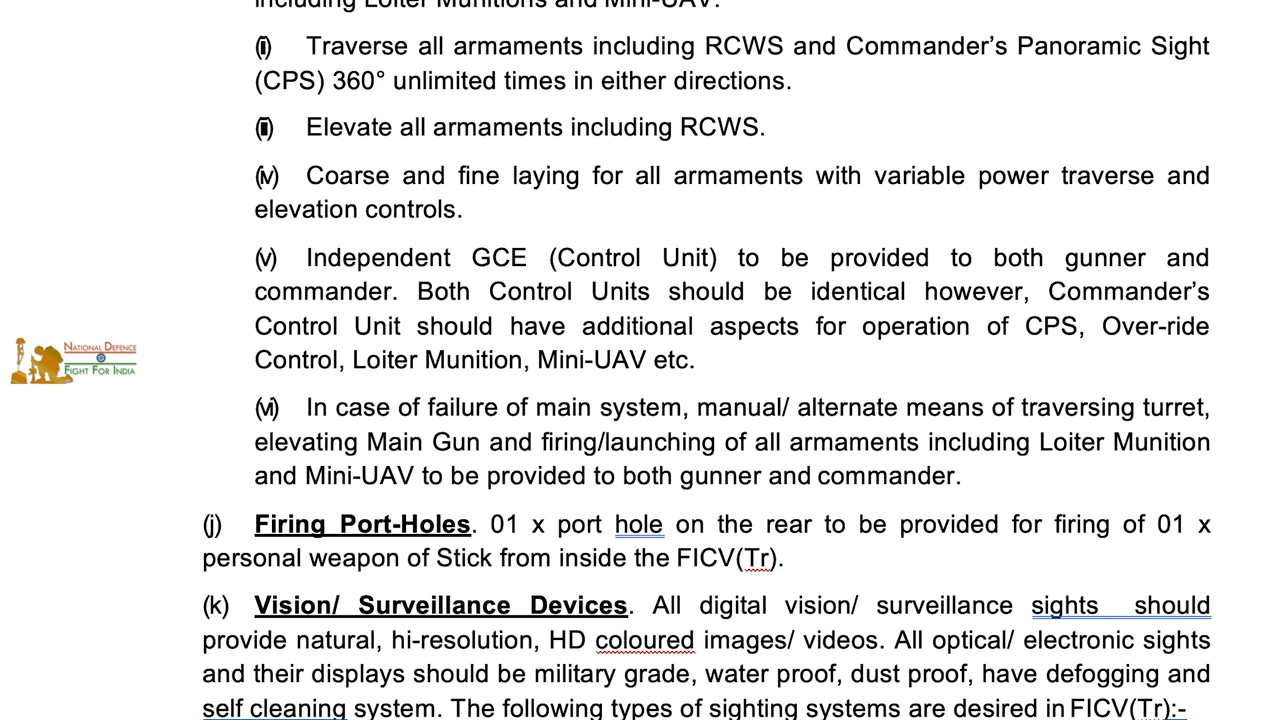 including Loiter Munitions and Mini-UAV.
(ii) Traverse all armaments including RCWS and Commander’s Panoramic Sight
(CPS) 360° unlimited times in either directions.
(iii) Elevate all armaments including RCWS.
(iv) Coarse and fine laying for all armaments with variable power traverse and
elevation controls.
(v) Independent GCE (Control Unit) to be provided to both gunner and
commander. Both Control Units should be identical however, Commander’s
Control Unit should have additional aspects for operation of CPS, Over-ride
Control, Loiter Munition, Mini-UAV etc.
NATIONAL DEFENCE
FIGHT FOR INDIA
(vi) In case of failure of main system, manual/ alternate means of traversing turret,
elevating Main Gun and firing/launching of all armaments including Loiter Munition
and Mini-UAV to be provided to both gunner and commander.
(j) Firing Port-Holes. 01 x port hole on the rear to be provided for firing of 01 x
personal weapon of Stick from inside the FICV(Tr).
(k) Vision/ Surveillance Devices. All digital vision/ surveillance sights should
provide natural, hi-resolution, HD coloured images/ videos. All optical/ electronic sights
and their displays should be military grade, water proof, dust proof, have defogging and
self cleaning system. The following types of sighting systems are desired in FICV(Tr):-